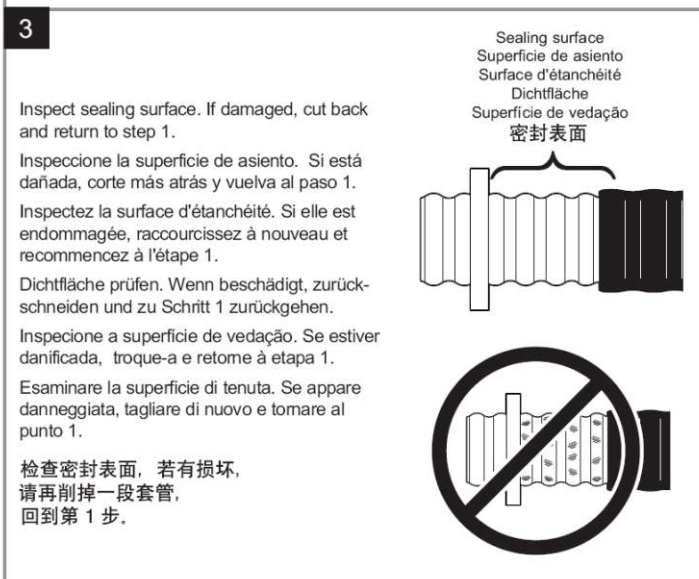 3
Inspect sealing surface. If damaged, cut back
and return to step 1.
Inspeccione la superficie de asiento. Si está
dañada, corte más atrás y vuelva al paso 1.
Inspectez la surface d'étanchéité. Si elle est
endommagée, raccourcissez à nouveau et
recommencez à l'étape 1.
Dichtfläche prüfen. Wenn beschädigt, zurück-
schneiden und zu Schritt 1 zurückgehen.
Inspecione a superfície de vedação. Se estiver
danificada, troque-a e retorne à etapa 1.
Esaminare la superficie di tenuta. Se appare
danneggiata, tagliare di nuovo e tornare al
punto 1.
检查密封表面，若有损坏，
请再削掉一段套管，
回到第 1 步。
Sealing surface
Superficie de asiento
Surface d'étanchéité
Dichtfläche
Superfície de vedação
密封表面